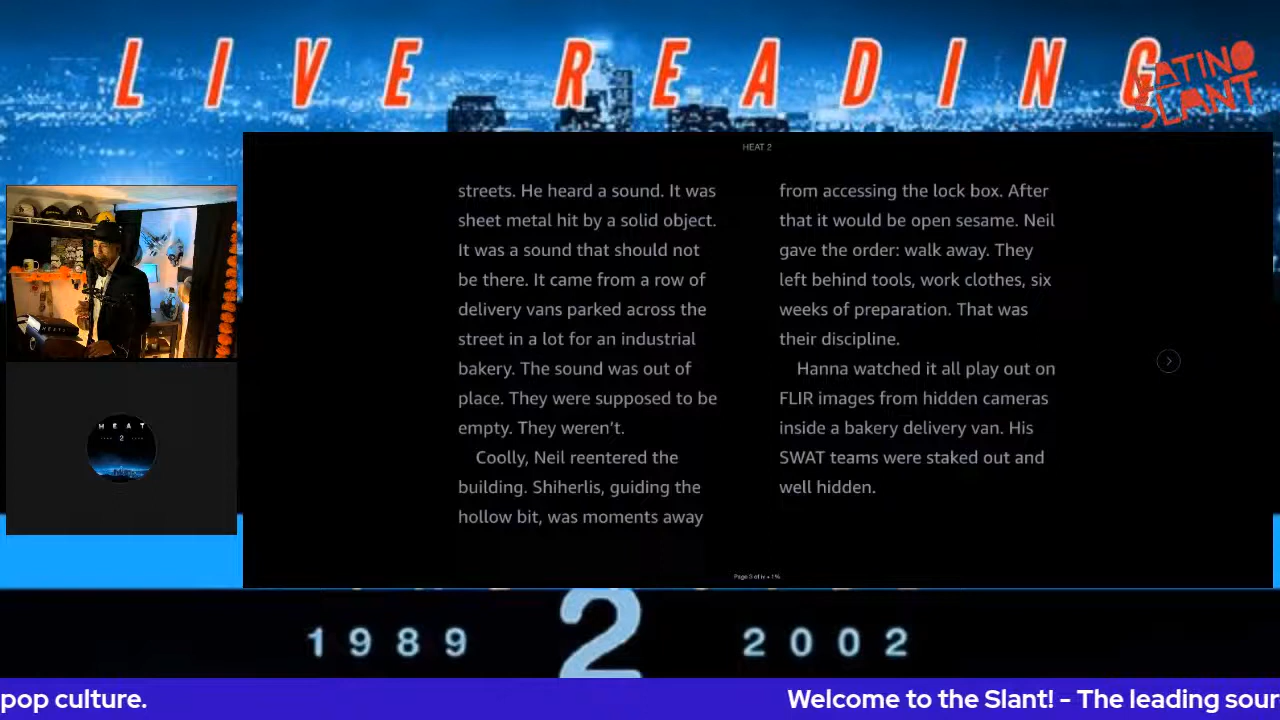 LIVE READING
LATINO
SLANT
HEAT 2
streets. He heard a sound. It was
sheet metal hit by a solid object.
It was a sound that should not
be there. It came from a row of
delivery vans parked across the
street in a lot for an industrial
bakery. The sound was out of
place. They were supposed to be
empty. They weren’t.
Coolly, Neil reentered the
building. Shiherlis, guiding the
hollow bit, was moments away
from accessing the lock box. After
that it would be open sesame. Neil
gave the order: walk away. They
left behind tools, work clothes, six
weeks of preparation. That was
their discipline.
Hanna watched it all play out on
FLIR images from hidden cameras
inside a bakery delivery van. His
SWAT teams were staked out and
well hidden.
HEAT
2
1989 2 2002
pop culture. Welcome to the Slant! - The leading sour